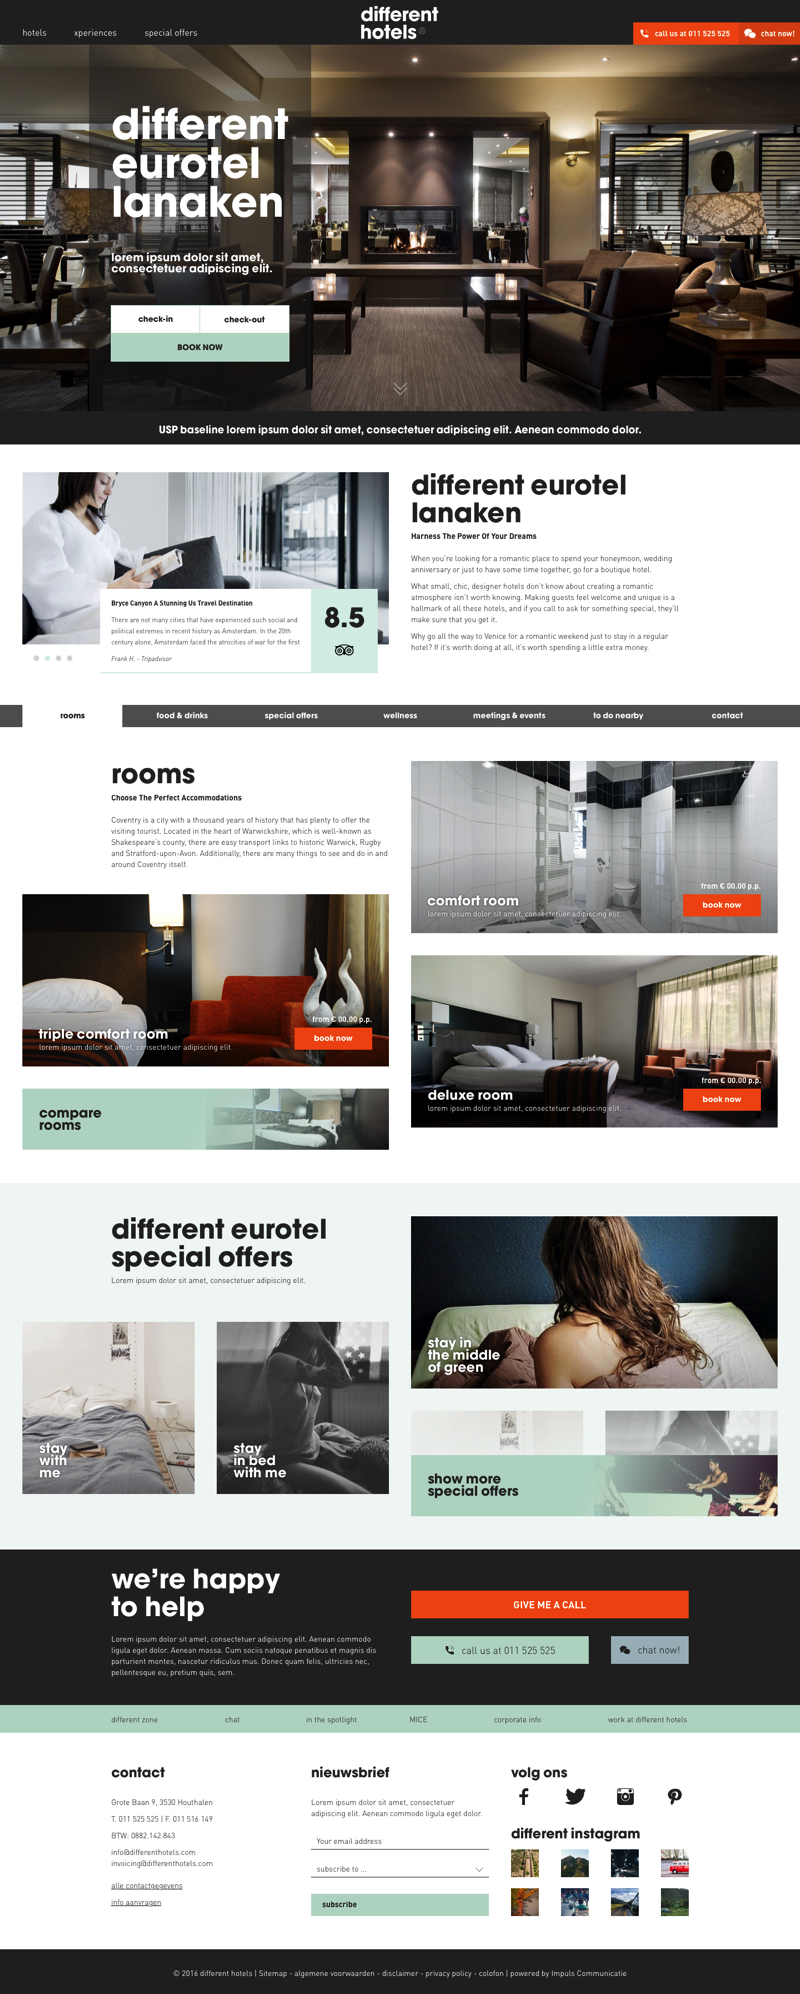 hotels
xperiences
special offers
different
hotels®
call us at 011 525 525
chat now!
different
eurotel
lanaken
lorem ipsum dolor sit amet,
consectetuer adipiscing elit.
check-in
check-out
BOOK NOW
USP baseline lorem ipsum dolor sit amet, consectetuer adipiscing elit. Aenean commodo dolor.
Bryce Canyon A Stunning Us Travel Destination
There are not many cities that have experienced such social and
political extremes in recent history as Amsterdam. In the 20th
century alone, Amsterdam faced the atrocities of war for the first
Frank H. - Tripadvisor
8.5
different eurotel
lanaken
Harness The Power Of Your Dreams
When you're looking for a romantic place to spend your honeymoon, wedding
anniversary or just to have some time together, go for a boutique hotel.
What small, chic, designer hotels don't know about creating a romantic
atmosphere isn't worth knowing. Making guests feel welcome and unique is a
hallmark of all these hotels, and if you call to ask for something special, they'll
make sure that you get it.
Why go all the way to Venice for a romantic weekend just to stay in a regular
hotel? If it's worth doing at all, it's worth spending a little extra money.
rooms
food & drinks
special offers
wellness
meetings & events
to do nearby
contact
rooms
Choose The Perfect Accommodations
Coventry is a city with a thousand years of history that has plenty to offer the
visiting tourist. Located in the heart of Warwickshire, which is well-known as
Shakespeare's county, there are easy transport links to historic Warwick, Rugby
and Stratford-upon-Avon. Additionally, there are many things to see and do in and
around Coventry itself.
from € 00.00 p.p.
comfort room
lorem ipsum dolor sit amet, consectetuer adipiscing elit.
book now
from € 00.00 p.p.
triple comfort room
lorem ipsum dolor sit amet, consectetuer adipiscing elit.
book now
from € 00.00 p.p.
deluxe room
lorem ipsum dolor sit amet, consectetuer adipiscing elit.
book now
compare
rooms
different eurotel
special offers
Lorem ipsum dolor sit amet, consectetuer adipiscing elit.
stay in
the middle
of green
stay
with
me
stay
in bed
with me
show more
special offers
we're happy
to help
Lorem ipsum dolor sit amet, consectetuer adipiscing elit. Aenean commodo
ligula eget dolor. Aenean massa. Cum sociis natoque penatibus et magnis dis
parturient montes, nascetur ridiculus mus. Donec quam felis, ultricies nec,
pellentesque eu, pretium quis, sem.
GIVE ME A CALL
call us at 011 525 525
chat now!
different zone
chat
in the spotlight
MICE
corporate info
work at different hotels
contact
Grote Baan 9, 3530 Houthalen
T. 011 525 525 | F. 011 516 149
BTW: 0882.142.843
info@differenthotels.com
invoicing@differenthotels.com
alle contactgegevens
info aanvragen
nieuwsbrief
Lorem ipsum dolor sit amet, consectetuer
adipiscing elit. Aenean commodo ligula eget dolor.
Your email address
subscribe to ...
subscribe
volg ons
different instagram
© 2016 different hotels | Sitemap - algemene voorwaarden - disclaimer - privacy policy - colofon | powered by Impuls Communicatie